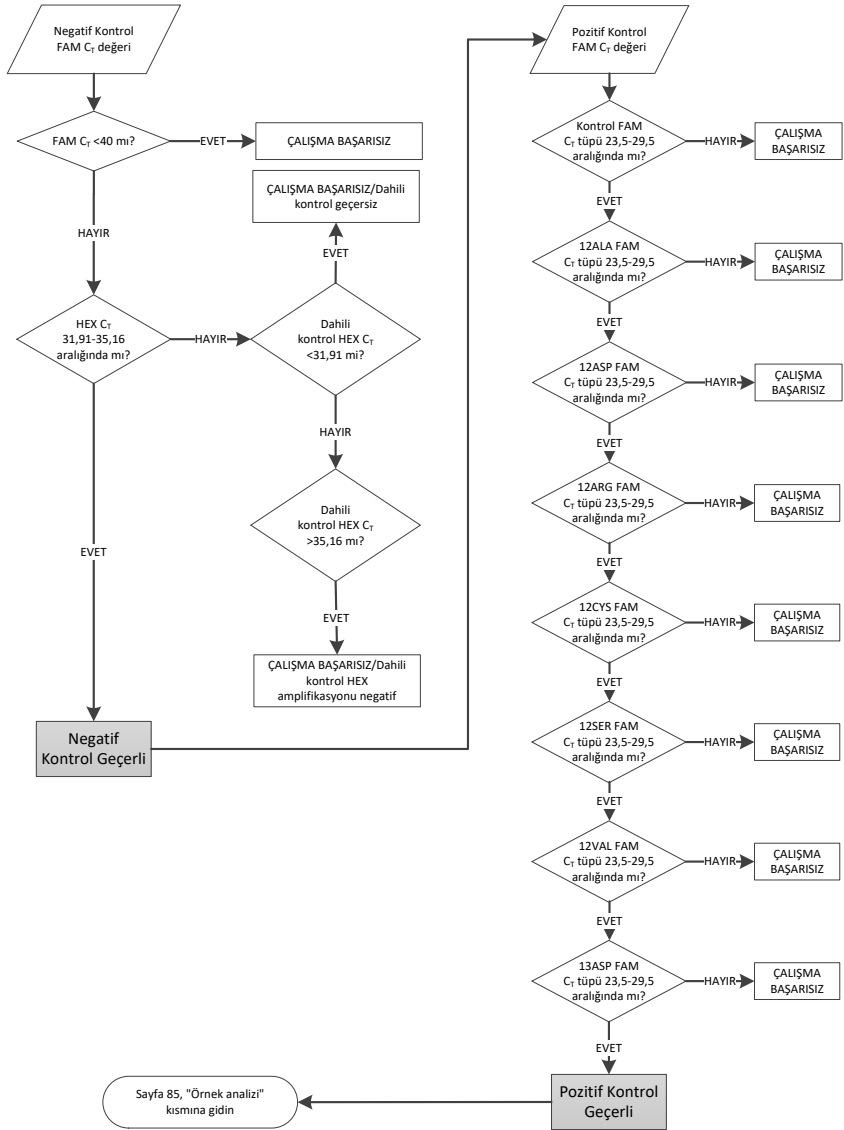 Negatif Kontrol
FAM CT değeri
FAM CT <40 mı?
EVET
ÇALIŞMA BAŞARISIZ
HAYIR
HEX CT
31,91-35,16
aralığında mı?
HAYIR
Dahili
kontrol HEX CT
<31,91 mi?
EVET
ÇALIŞMA BAŞARISIZ/Dahili
kontrol geçersiz
HAYIR
Dahili
kontrol HEX CT
>35,16 mı?
EVET
ÇALIŞMA BAŞARISIZ/Dahili
kontrol HEX
amplifikasyonu negatif
EVET
Negatif
Kontrol Geçerli
Pozitif Kontrol
FAM CT değeri
Kontrol FAM
CT tüpü 23,5-29,5
aralığında mı?
HAYIR
ÇALIŞMA
BAŞARISIZ
EVET
12ALA FAM
CT tüpü 23,5-29,5
aralığında mı?
HAYIR
ÇALIŞMA
BAŞARISIZ
EVET
12ASP FAM
CT tüpü 23,5-29,5
aralığında mı?
HAYIR
ÇALIŞMA
BAŞARISIZ
EVET
12ARG FAM
CT tüpü 23,5-29,5
aralığında mı?
HAYIR
ÇALIŞMA
BAŞARISIZ
EVET
12CYS FAM
CT tüpü 23,5-29,5
aralığında mı?
HAYIR
ÇALIŞMA
BAŞARISIZ
EVET
12SER FAM
CT tüpü 23,5-29,5
aralığında mı?
HAYIR
ÇALIŞMA
BAŞARISIZ
EVET
12VAL FAM
CT tüpü 23,5-29,5
aralığında mı?
HAYIR
ÇALIŞMA
BAŞARISIZ
EVET
13ASP FAM
CT tüpü 23,5-29,5
aralığında mı?
HAYIR
ÇALIŞMA
BAŞARISIZ
EVET
Pozitif Kontrol
Geçerli
Sayfa 85, "Örnek analizi"
kısmına gidin